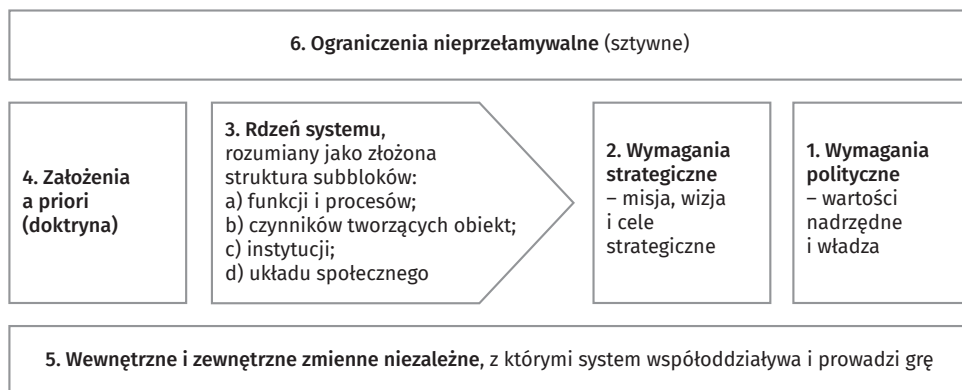 6. Ograniczenia nieprzełamywalne (sztywne)
4. Założenia
a priori
(doktryna)
3. Rdzeń systemu,
rozumiany jako złożona
struktura subbloków:
a) funkcji i procesów;
b) czynników tworzących obiekt;
c) instytucji;
d) układu społecznego
2. Wymagania
strategiczne
– misja, wizja
i cele
strategiczne
1. Wymagania
polityczne
– wartości
nadrzędne
i władza
5. Wewnętrzne i zewnętrzne zmienne niezależne, z którymi system współoddziaływa i prowadzi grę